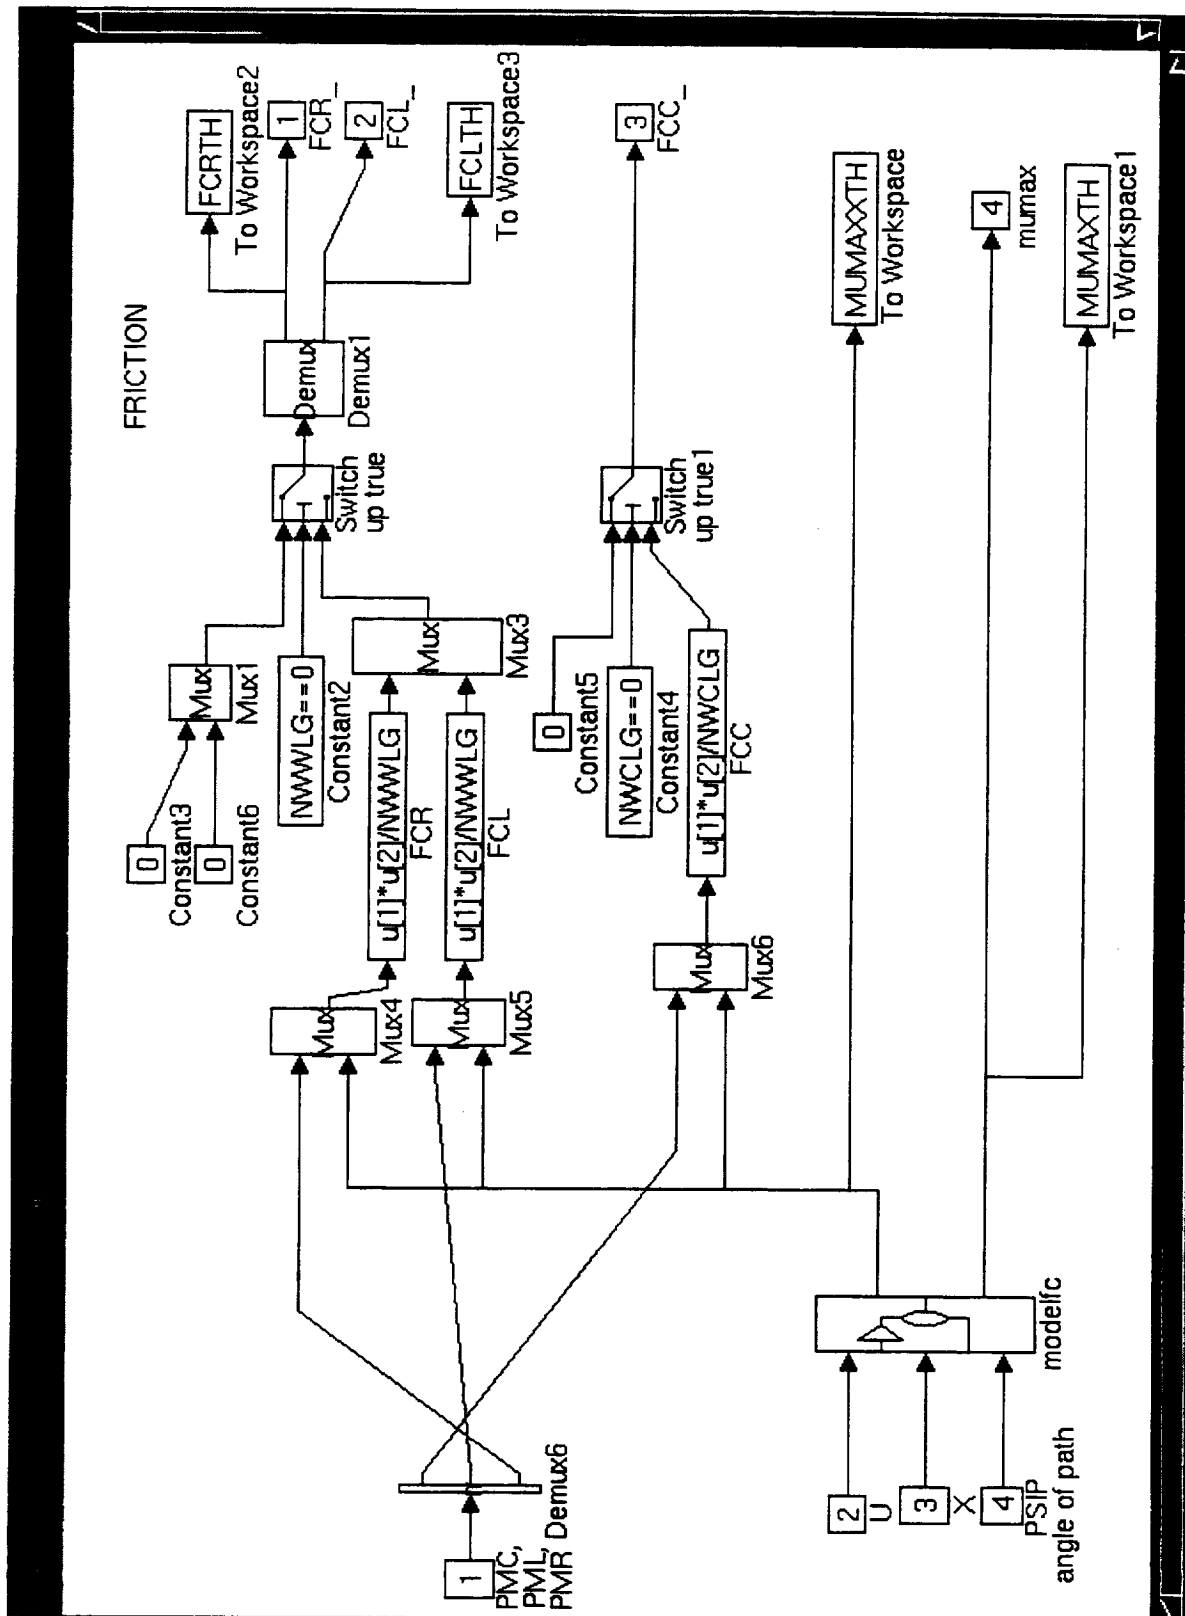 FRICTION
1
PMC,
PML,
PMR
Demux6
2
U
3
X
4
PSIP
angle of path
modelfc
Mux
Mux4
Mux
Mux5
Mux
Mux6
0
Constant3
0
Constant6
Mux
Mux1
NWWLG==0
Constant2
u[1]*u[2]/NWWLG
FCR
u[1]*u[2]/NWWLG
FCL
Mux
Mux3
Switch
up true
Demux
Demux1
FCRTH
To Workspace2
1
FCR_
2
FCL_
FCLTH
To Workspace3
0
Constant5
NWCLG==0
Constant4
u[1]*u[2]/NWCLG
FCC
Switch
up true1
3
FCC_
MUMAXXTH
To Workspace
4
mumax
MUMAXTH
To Workspace1